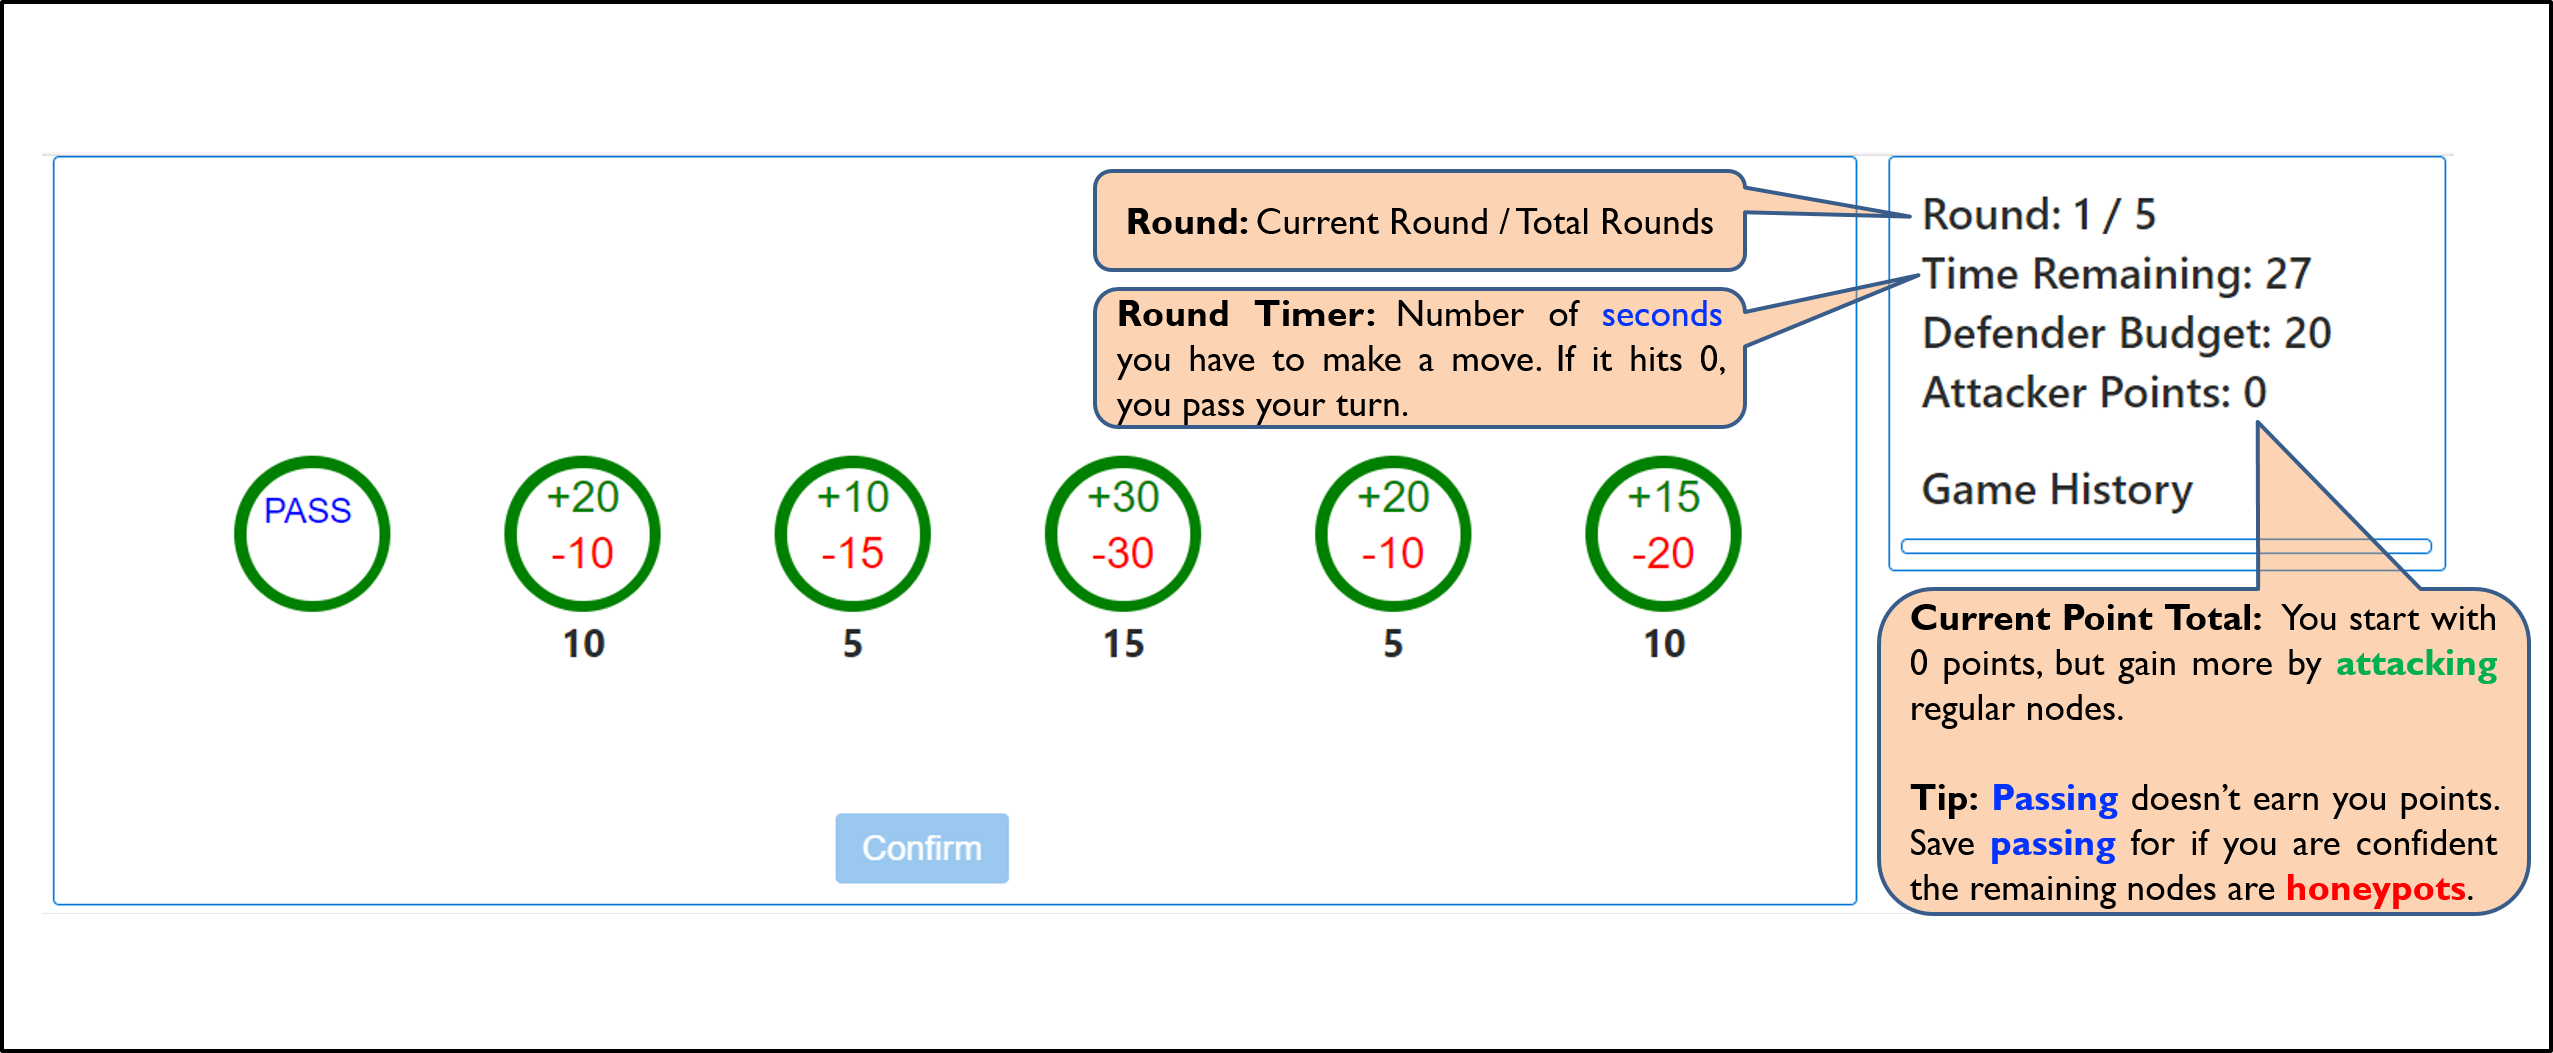 Round: Current Round / Total Rounds
Round Timer: Number of seconds
you have to make a move. If it hits 0,
you pass your turn.
Round: 1 / 5
Time Remaining: 27
Defender Budget: 20
Attacker Points: 0
Game History
PASS
+20
-10
10
+10
-15
5
+30
-30
15
+20
-10
5
+15
-20
10
Confirm
Current Point Total: You start with
0 points, but gain more by attacking
regular nodes.
Tip: Passing doesn’t earn you points.
Save passing for if you are confident
the remaining nodes are honeypots.